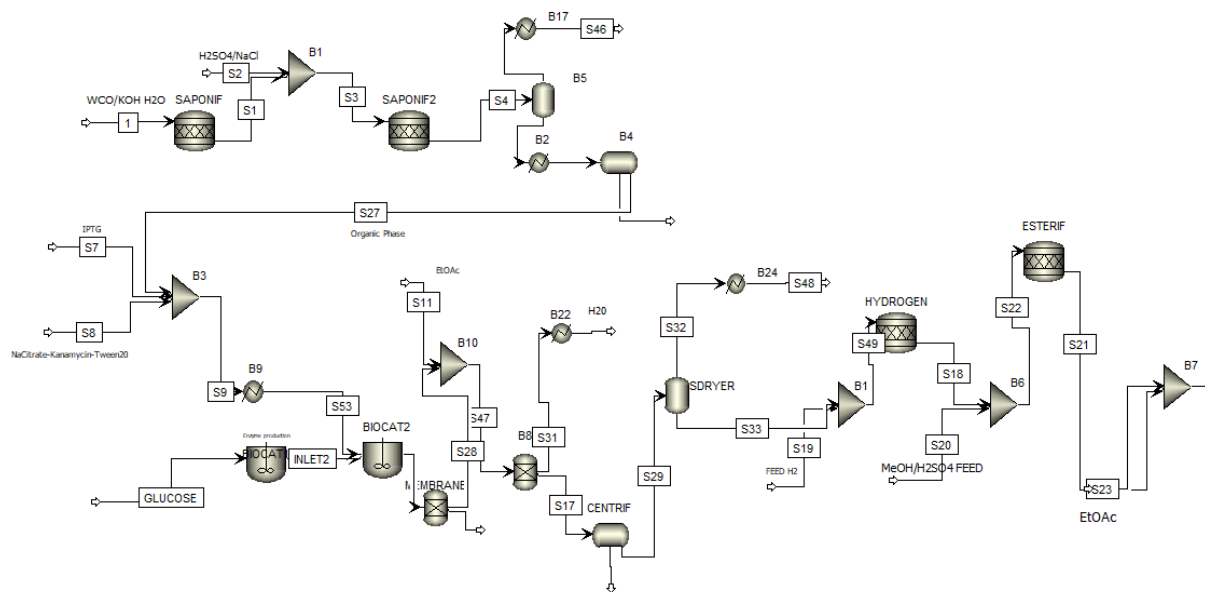 B17
S46
H2SO4/NaCl
S2
B1
B5
WCO/KOH H2O
SAPONIF
S1
S3
SAPONIF2
S4
1
B2
B4
S27
Organic Phase
IPTG
S7
B3
S8
NaCitrate-Kanamycin-Tween20
S9
B9
S53
Enzyme production
BIOCAT1
INLET2
BIOCAT2
GLUCOSE
MEMBRANE
EtOAc
S11
B10
S47
S28
B8
S31
B22
H20
S17
CENTRIF
S29
S32
B24
S48
SDRYER
S33
FEED H2
S19
B1
S49
HYDROGEN
S18
S20
MeOH/H2SO4 FEED
B6
S22
ESTERIF
S21
S23
EtOAc
B7